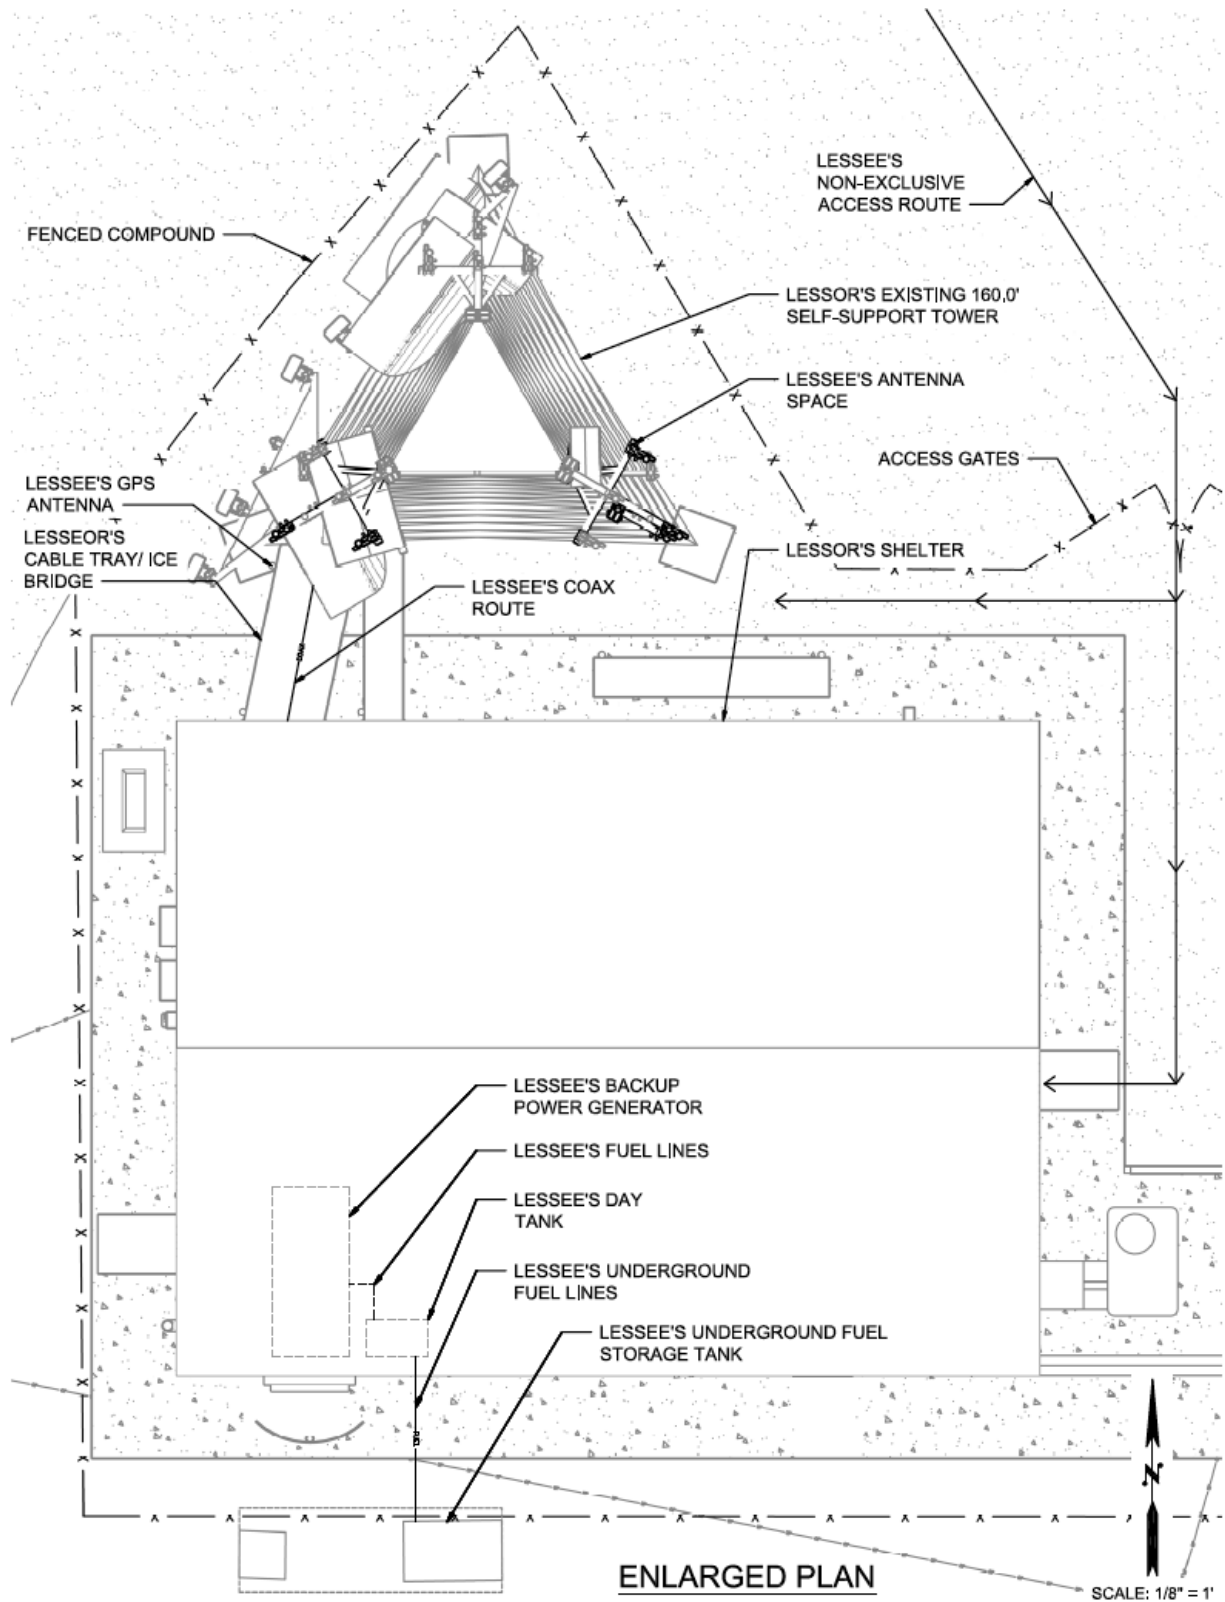 LESSEE'S
NON-EXCLUSIVE
ACCESS ROUTE
FENCED COMPOUND
LESSOR'S EXISTING 160.0'
SELF-SUPPORT TOWER
LESSEE'S ANTENNA
SPACE
ACCESS GATES
LESSEE'S GPS
ANTENNA
LESSEOR'S
CABLE TRAY/ ICE
BRIDGE
LESSOR'S SHELTER
LESSEE'S COAX
ROUTE
LESSEE'S BACKUP
POWER GENERATOR
LESSEE'S FUEL LINES
LESSEE'S DAY
TANK
LESSEE'S UNDERGROUND
FUEL LINES
LESSEE'S UNDERGROUND FUEL
STORAGE TANK
N
ENLARGED PLAN
SCALE: 1/8" = 1'